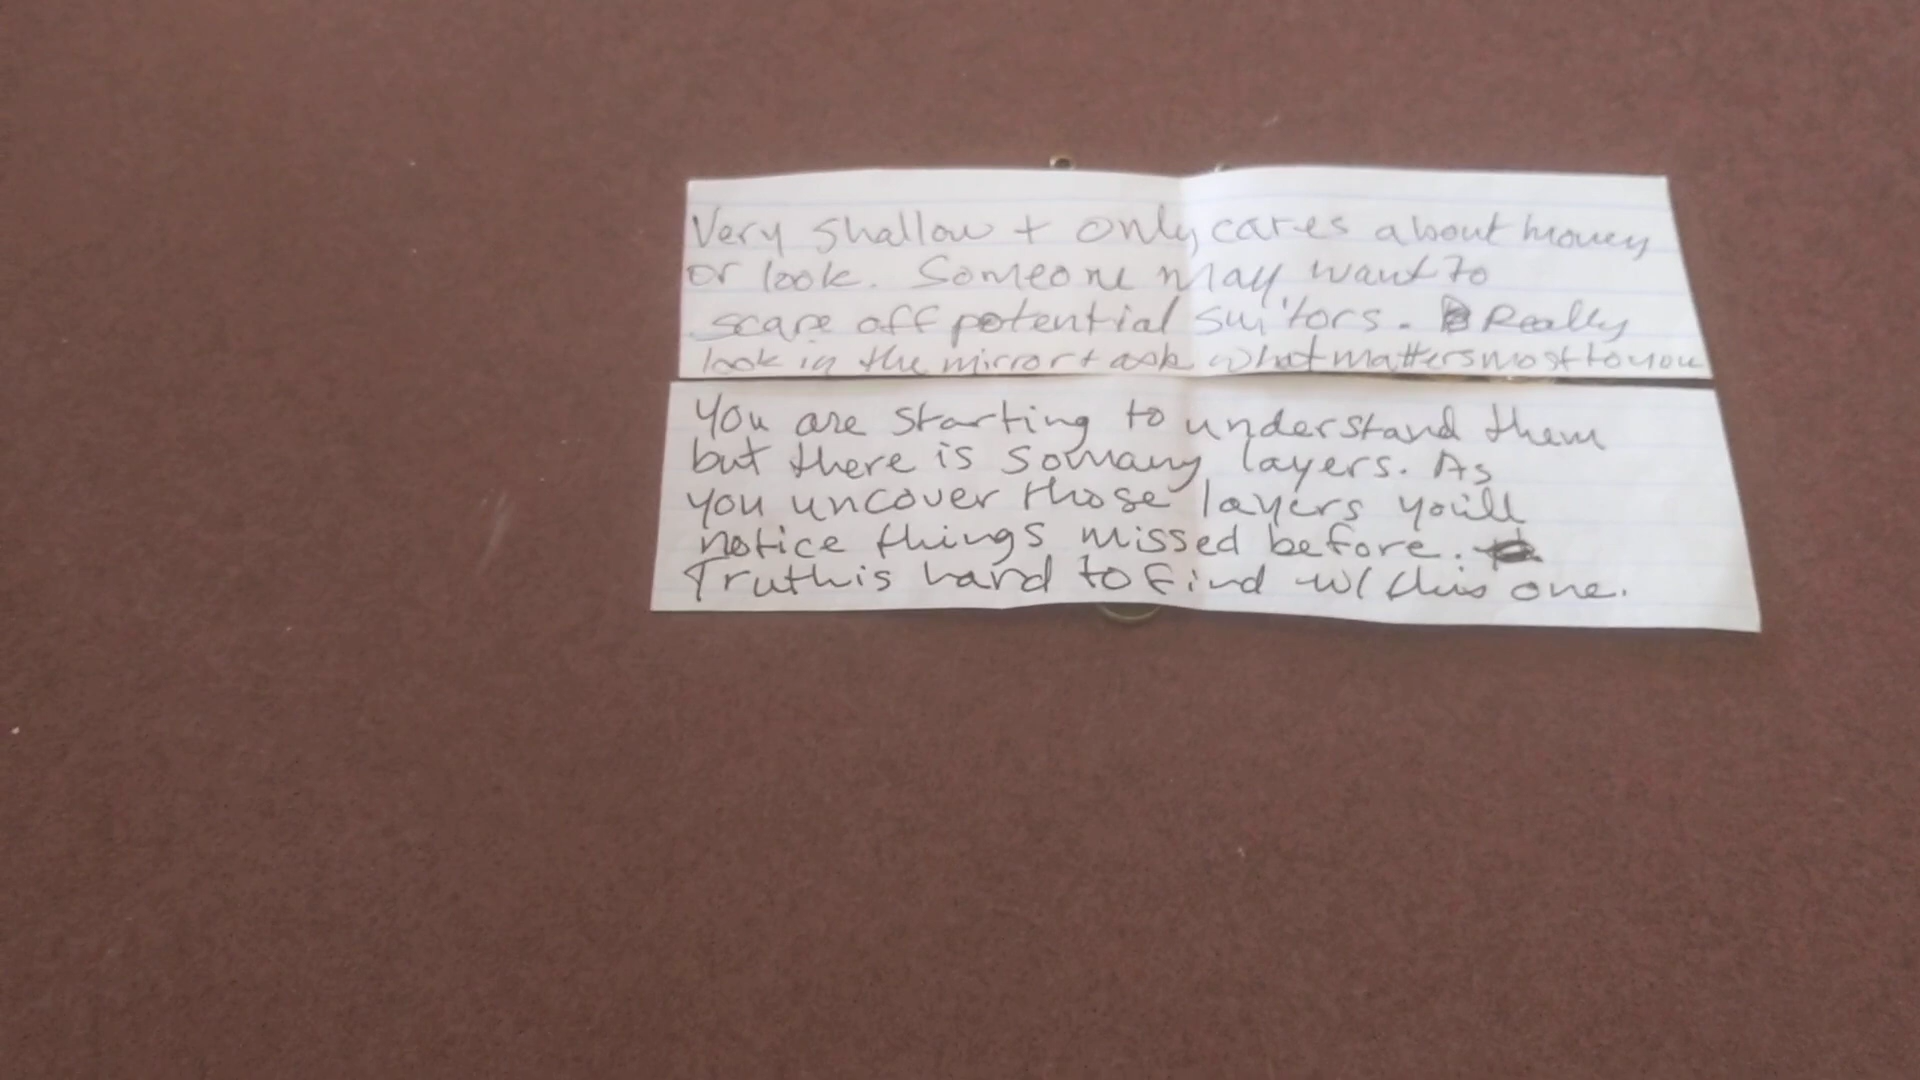 Very shallow + only cares about money
or look. Someone may want to
scare off potential suitors. Really
look in the mirror + ask what matters most to you
You are starting to understand them
but there is so many layers. As
you uncover those layers you'll
notice things missed before.
Truth is hard to find w/ this one.